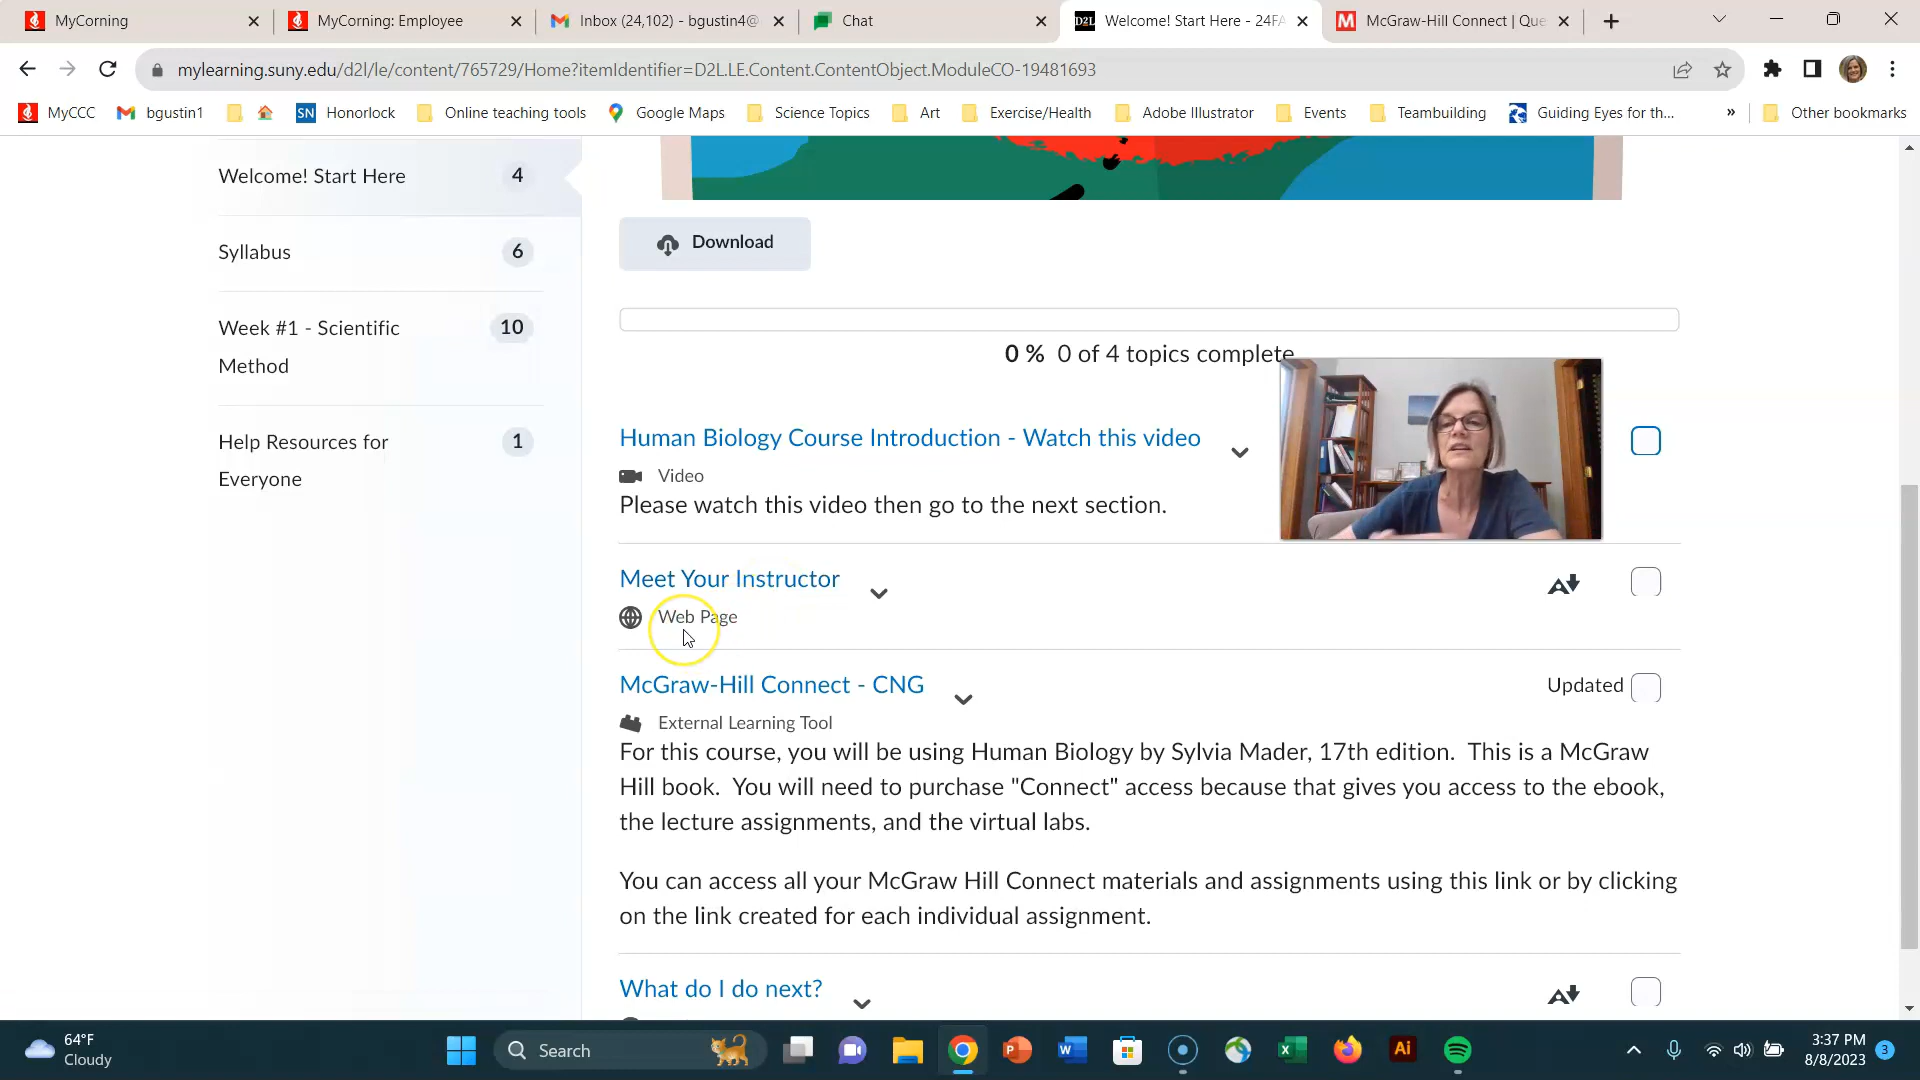 MyCorning
MyCorning: Employee
Inbox (24,102) - bgustin4@
Chat
D2L Welcome! Start Here - 24FA
M McGraw-Hill Connect | Que
mylearning.suny.edu/d2l/le/content/765729/Home?itemIdentifier=D2L.LE.Content.ContentObject.ModuleCO-19481693
MyCCC
bgustin1
SN Honorlock
Online teaching tools
Google Maps
Science Topics
Art
Exercise/Health
Adobe Illustrator
Events
Teambuilding
Guiding Eyes for th...
»
Other bookmarks
Welcome! Start Here 4
Syllabus 6
Week #1 - Scientific 10
Method
Help Resources for 1
Everyone
Download
0 % 0 of 4 topics complete
Human Biology Course Introduction - Watch this video
Video
Please watch this video then go to the next section.
Meet Your Instructor
Web Page
McGraw-Hill Connect - CNG
Updated
External Learning Tool
For this course, you will be using Human Biology by Sylvia Mader, 17th edition. This is a McGraw
Hill book. You will need to purchase "Connect" access because that gives you access to the ebook,
the lecture assignments, and the virtual labs.
You can access all your McGraw Hill Connect materials and assignments using this link or by clicking
on the link created for each individual assignment.
What do I do next?
64°F
Cloudy
Search
P
W
X
Ai
3:37 PM
8/8/2023
3